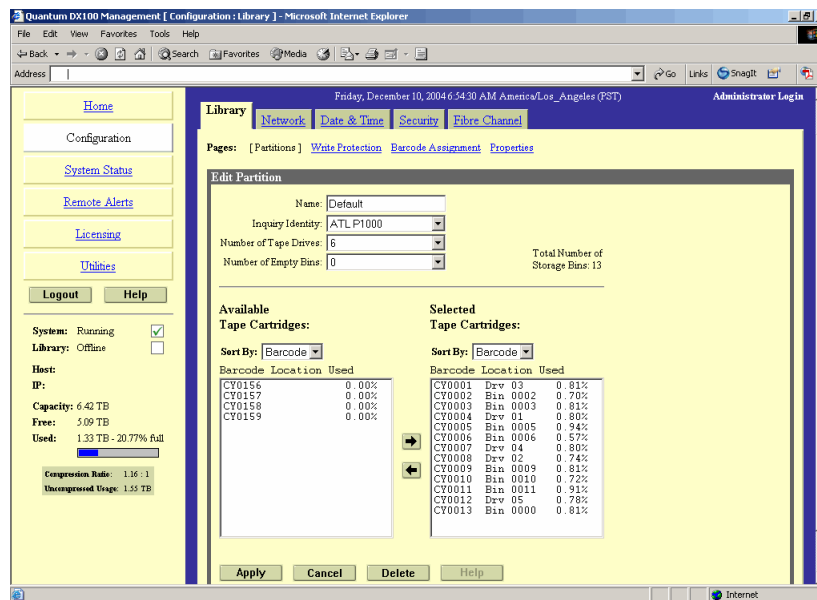 Quantum DX100 Management [ Configuration : Library ] - Microsoft Internet Explorer
File Edit View Favorites Tools Help
Back Search Favorites Media
Address Go Links SnagIt
Friday, December 10, 2004 6:54:30 AM America/Los_Angeles (PST) Administrator Login
Home
Configuration
System Status
Remote Alerts
Licensing
Utilities
Logout Help
System: Running
Library: Offline
Host:
IP:
Capacity: 6.42 TB
Free: 5.09 TB
Used: 1.33 TB - 20.77% full
Compression Ratio: 1.16 : 1
Uncompressed Usage: 1.55 TB
Library Network Date & Time Security Fibre Channel
Pages: [ Partitions ] Write Protection Barcode Assignment Properties
Edit Partition
Name: Default
Inquiry Identity: ATL P1000
Number of Tape Drives: 6
Number of Empty Bins: 0
Total Number of
Storage Bins: 13
Available
Tape Cartridges:
Sort By: Barcode
Barcode Location Used
CY0156 0.00%
CY0157 0.00%
CY0158 0.00%
CY0159 0.00%
Selected
Tape Cartridges:
Sort By: Barcode
Barcode Location Used
CY0001 Drv 03 0.81%
CY0002 Bin 0002 0.70%
CY0003 Bin 0003 0.81%
CY0004 Drv 01 0.80%
CY0005 Bin 0005 0.94%
CY0006 Bin 0006 0.57%
CY0007 Drv 04 0.80%
CY0008 Drv 02 0.74%
CY0009 Bin 0009 0.81%
CY0010 Bin 0010 0.72%
CY0011 Bin 0011 0.91%
CY0012 Drv 05 0.78%
CY0013 Bin 0000 0.81%
Apply Cancel Delete Help
Internet